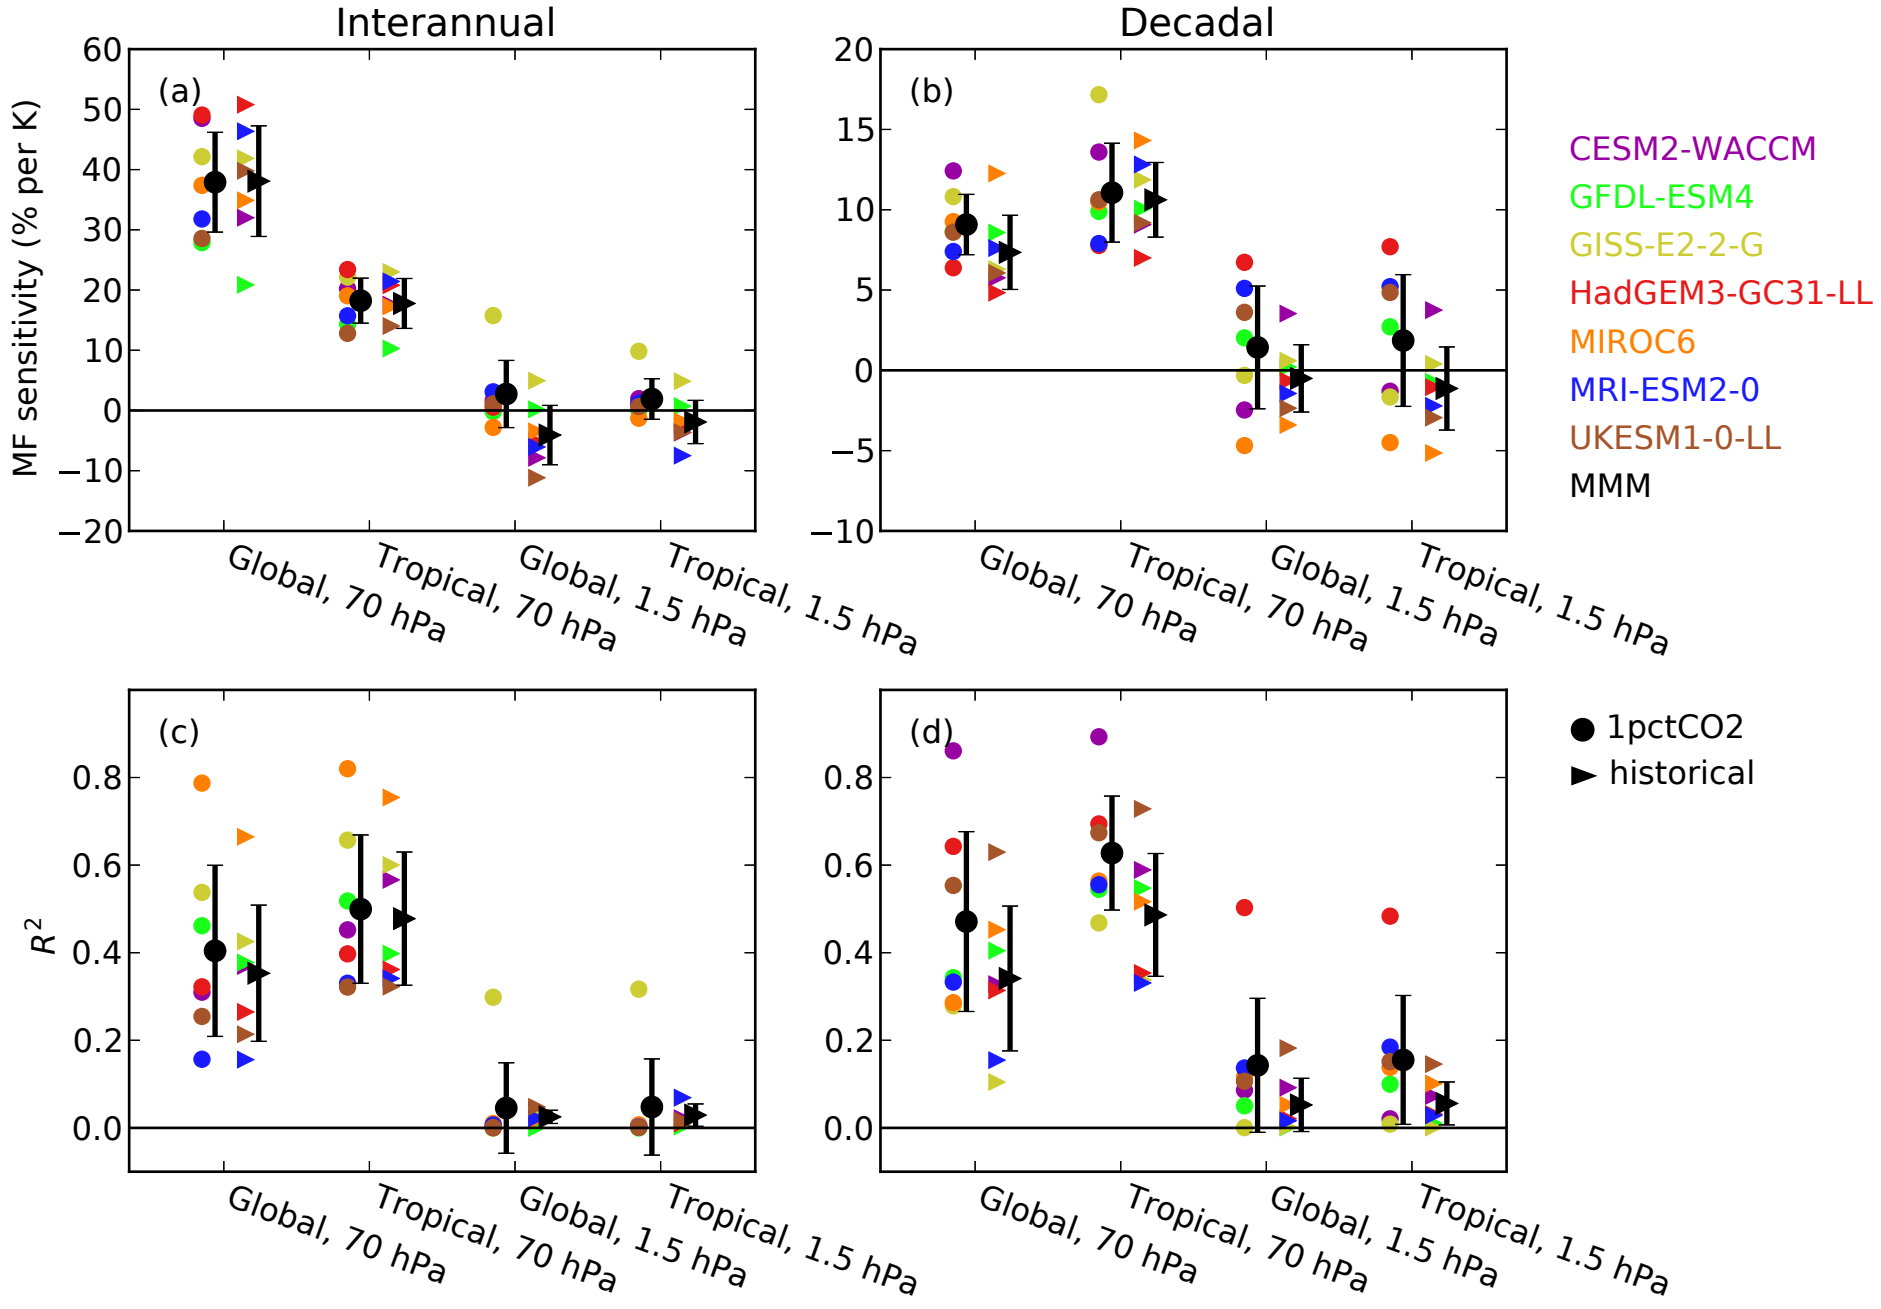 Interannual
Decadal
MF sensitivity (% per K)
60
50
40
30
20
10
0
−10
−20
(a)
Global, 70 hPa
Tropical, 70 hPa
Global, 1.5 hPa
Tropical, 1.5 hPa
20
15
10
5
0
−5
−10
(b)
Global, 70 hPa
Tropical, 70 hPa
Global, 1.5 hPa
Tropical, 1.5 hPa
CESM2-WACCM
GFDL-ESM4
GISS-E2-2-G
HadGEM3-GC31-LL
MIROC6
MRI-ESM2-0
UKESM1-0-LL
MMM
R²
0.8
0.6
0.4
0.2
0.0
(c)
Global, 70 hPa
Tropical, 70 hPa
Global, 1.5 hPa
Tropical, 1.5 hPa
0.8
0.6
0.4
0.2
0.0
(d)
Global, 70 hPa
Tropical, 70 hPa
Global, 1.5 hPa
Tropical, 1.5 hPa
1pctCO2
historical